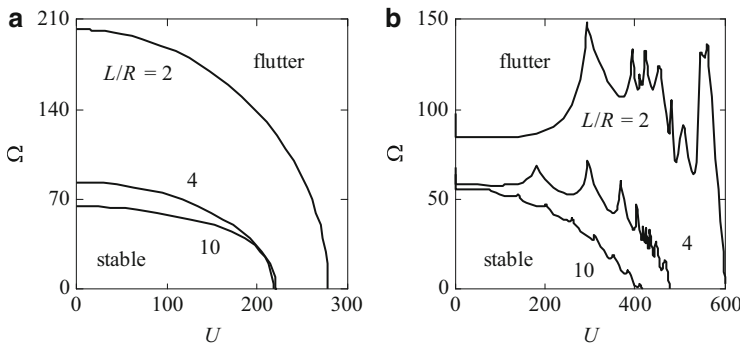 a
210
140
70
0
Ω
L/R = 2
flutter
4
10
stable
0
100
200
300
U
b
150
100
50
0
Ω
flutter
L/R = 2
4
10
stable
0
200
400
600
U